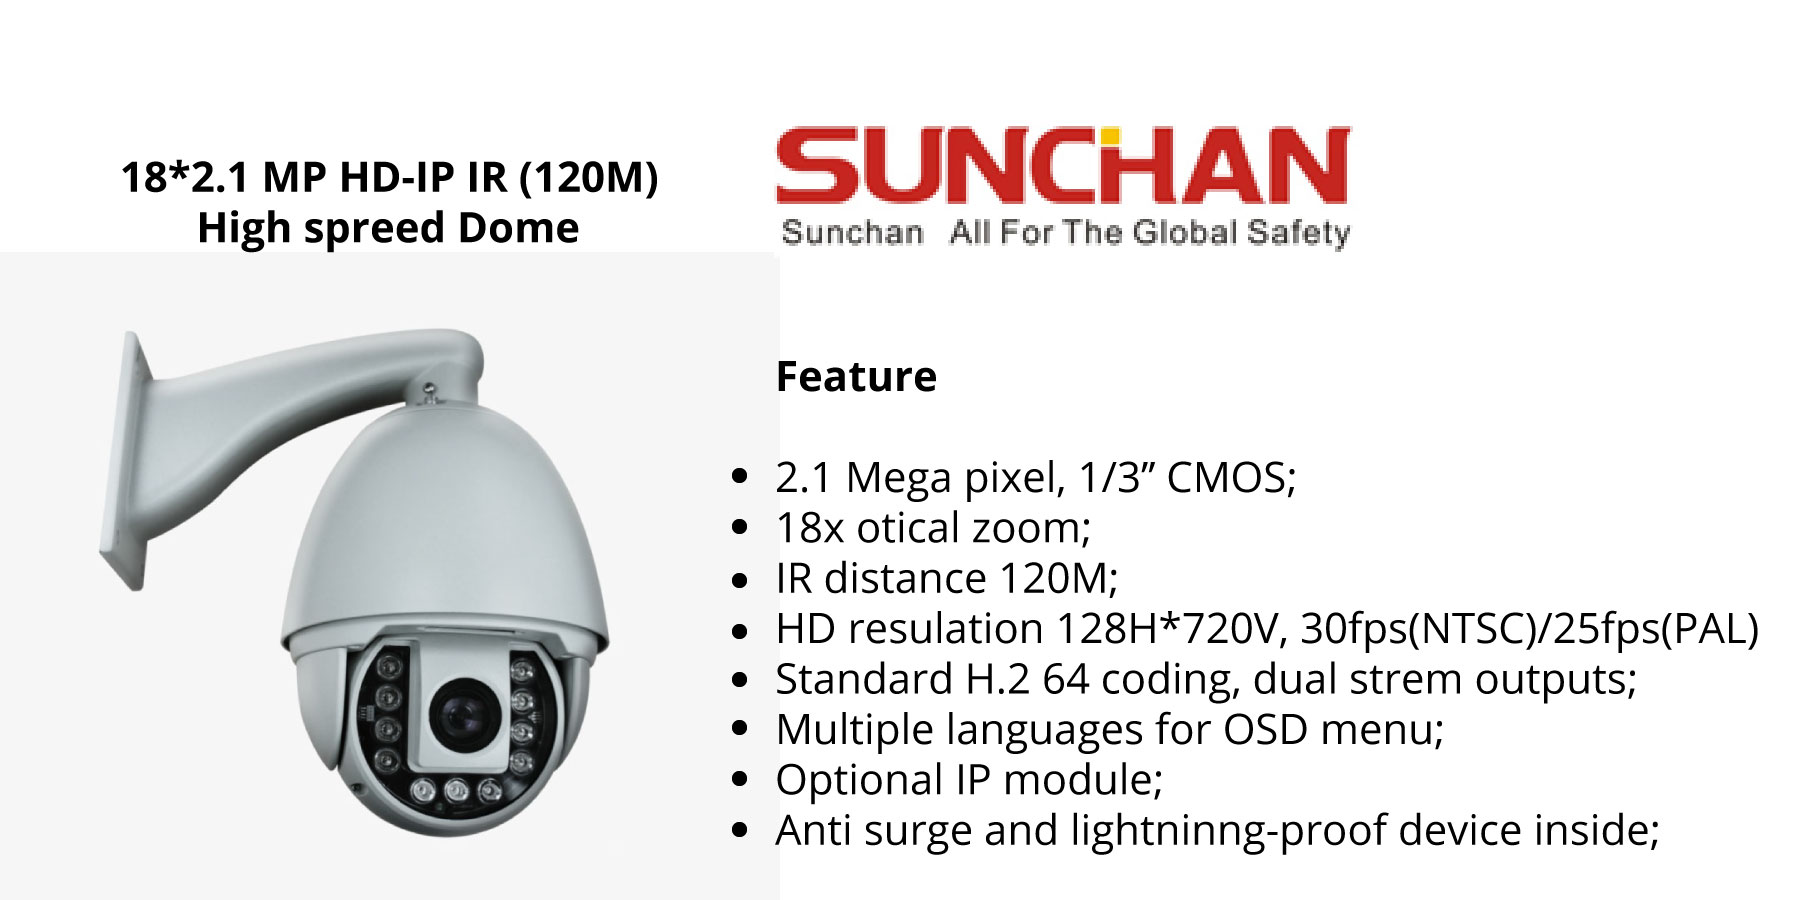 18*2.1 MP HD-IP IR (120M)
High spreed Dome
SUNCHAN
Sunchan All For The Global Safety
Feature
• 2.1 Mega pixel, 1/3” CMOS;
• 18x otical zoom;
• IR distance 120M;
• HD resulation 128H*720V, 30fps(NTSC)/25fps(PAL)
• Standard H.2 64 coding, dual strem outputs;
• Multiple languages for OSD menu;
• Optional IP module;
• Anti surge and lightninng-proof device inside;